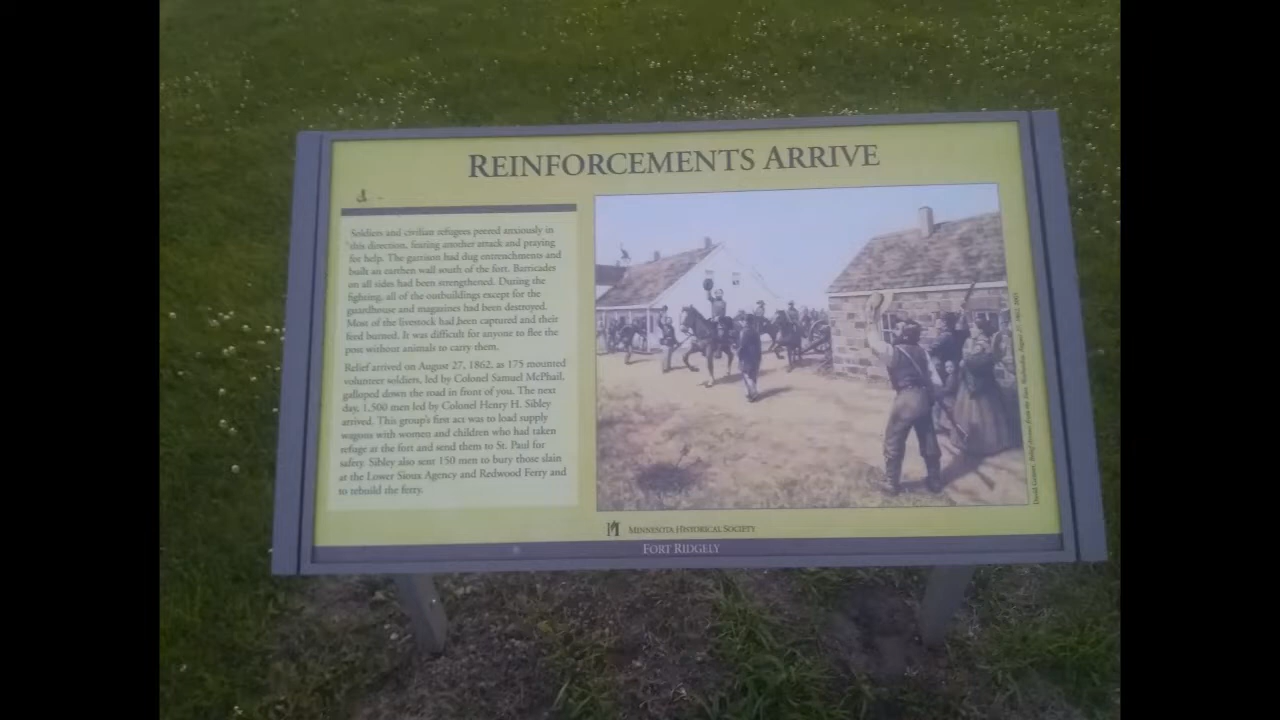 REINFORCEMENTS ARRIVE
Soldiers and civilian refugees peered anxiously in
this direction, fearing another attack and praying
for help. The garrison had dug entrenchments and
built an earthen wall south of the fort. Barricades
on all sides had been strengthened. During the
fighting, all of the outbuildings except for the
guardhouse and magazines had been destroyed.
Most of the livestock had been captured and their
feed burned. It was difficult for anyone to flee the
post without animals to carry them.
Relief arrived on August 27, 1862, as 175 mounted
volunteer soldiers, led by Colonel Samuel McPhail,
galloped down the road in front of you. The next
day, 1,500 men led by Colonel Henry H. Sibley
arrived. This group's first act was to load supply
wagons with women and children who had taken
refuge at the fort and send them to St. Paul for
safety. Sibley also sent 150 men to bury those slain
at the Lower Sioux Agency and Redwood Ferry and
to rebuild the ferry.
MINNESOTA HISTORICAL SOCIETY
FORT RIDGELY